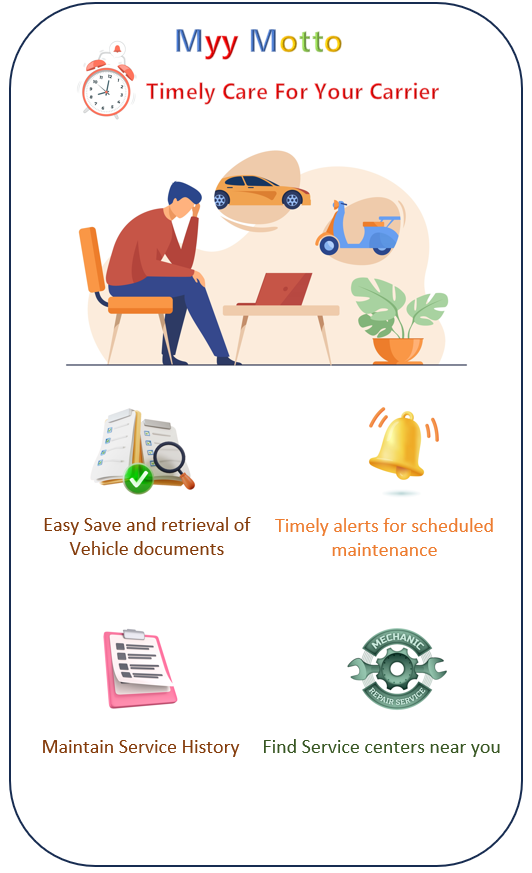 Myy Motto
Timely Care For Your Carrier
Easy Save and retrieval of
Vehicle documents
Timely alerts for scheduled
maintenance
MECHANIC
REPAIR SERVICE
Maintain Service History
Find Service centers near you